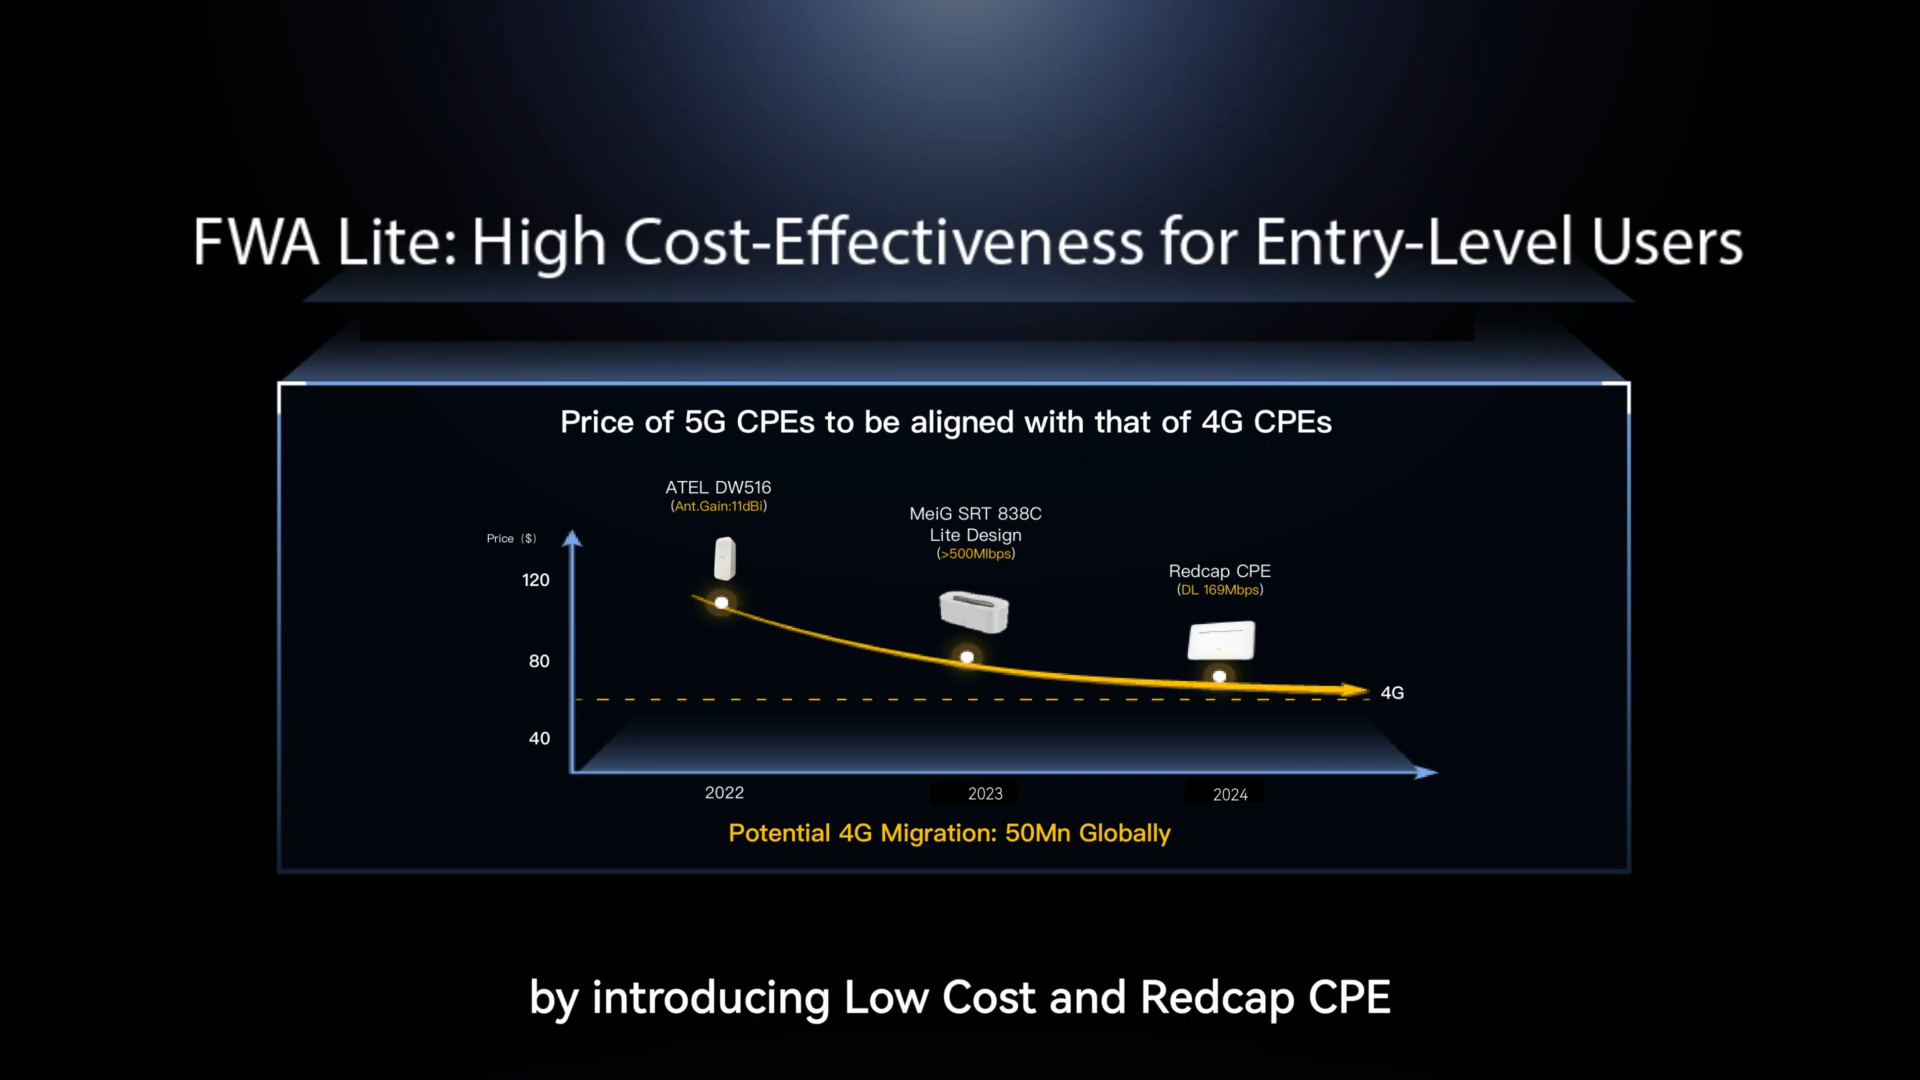 FWA Lite: High Cost-Effectiveness for Entry-Level Users
Price of 5G CPEs to be aligned with that of 4G CPEs
ATEL DW516
(Ant.Gain:11dBi)
MeiG SRT 838C
Lite Design
(>500Mlbps)
Redcap CPE
(DL 169Mbps)
Price ($)
120
80
40
4G
2022
2023
2024
Potential 4G Migration: 50Mn Globally
by introducing Low Cost and Redcap CPE